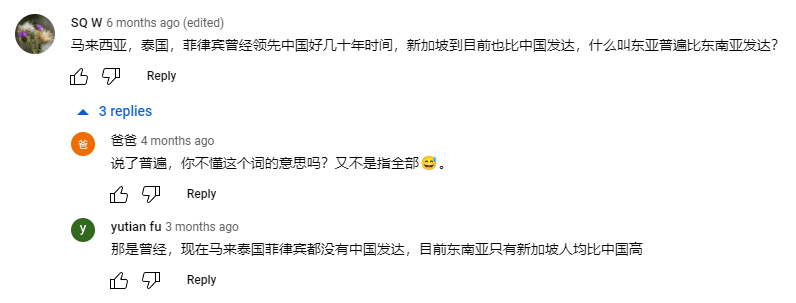 SQ W 6 months ago (edited)
马来西亚，泰国，菲律宾曾经领先中国好几十年时间，新加坡到目前也比中国发达，什么叫东亚普遍比东南亚发达？
Reply
3 replies
爸
爸爸 4 months ago
说了普遍，你不懂这个词的意思吗？又不是指全部😅。
Reply
y
yutian fu 3 months ago
那是曾经，现在马来泰国菲律宾都没有中国发达，目前东南亚只有新加坡人均比中国高
Reply